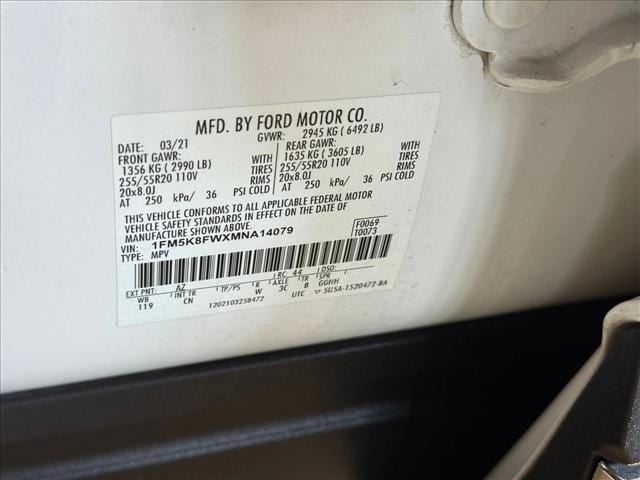 MFD. BY FORD MOTOR CO.
DATE: 03/21 GVWR: 2945 KG ( 6492 LB)
FRONT GAWR: WITH REAR GAWR: WITH
1356 KG ( 2990 LB) TIRES 1635 KG ( 3605 LB) TIRES
255/55R20 110V RIMS 255/55R20 110V RIMS
20x8.0J 20x8.0J
AT 250 kPa/ 36 PSI COLD AT 250 kPa/ 36 PSI COLD
THIS VEHICLE CONFORMS TO ALL APPLICABLE FEDERAL MOTOR
VEHICLE SAFETY STANDARDS IN EFFECT ON THE DATE OF
MANUFACTURE SHOWN ABOVE.
VIN: 1FM5K8FWXMNA14079 F0069
TYPE: MPV T0073
EXT PNT: AZ RC: 44 DSO:
WB INT TR TP/PS R AXLE TR SPR
119 CN W 3C B GGHH
1202103258472 UTC ▽ 5U5A-1520472-BA